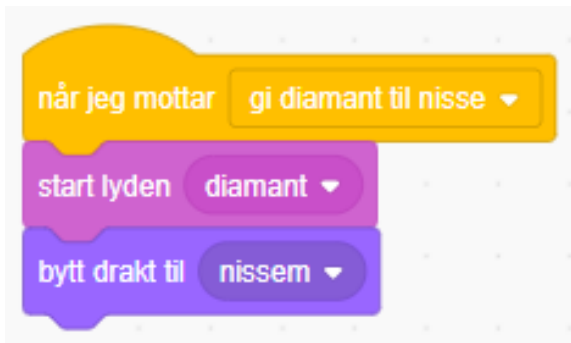 når jeg mottar gi diamant til nisse
start lyden diamant
bytt drakt til nissem